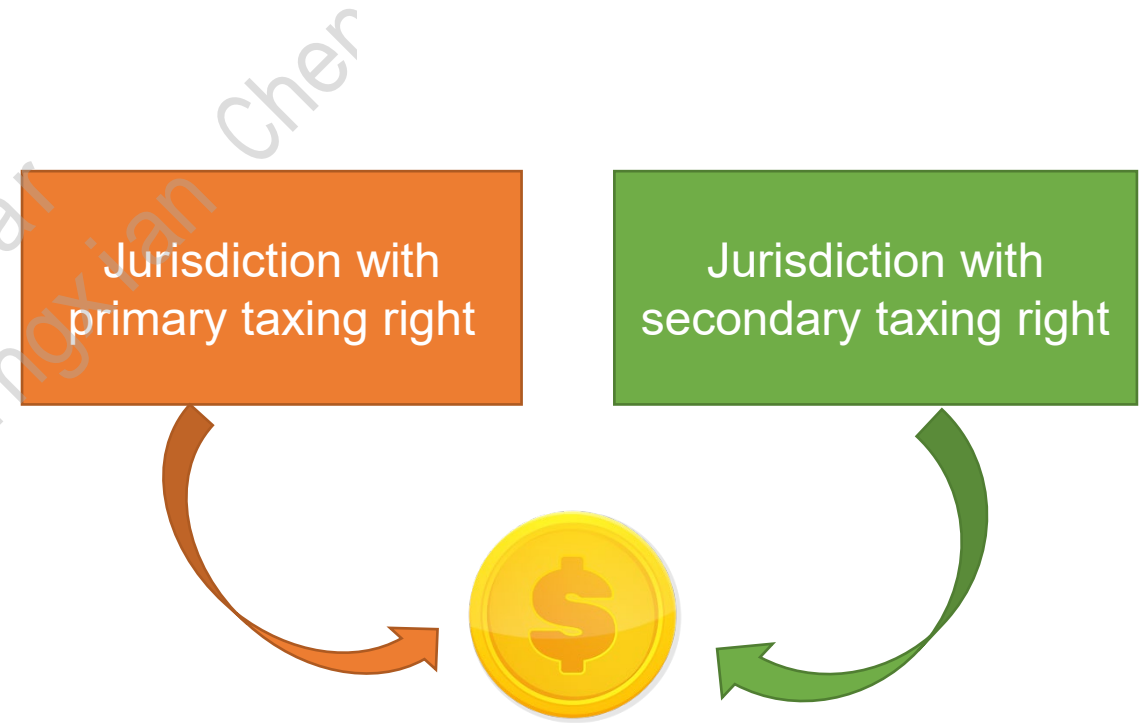 Jurisdiction with
primary taxing right
Jurisdiction with
secondary taxing right
$